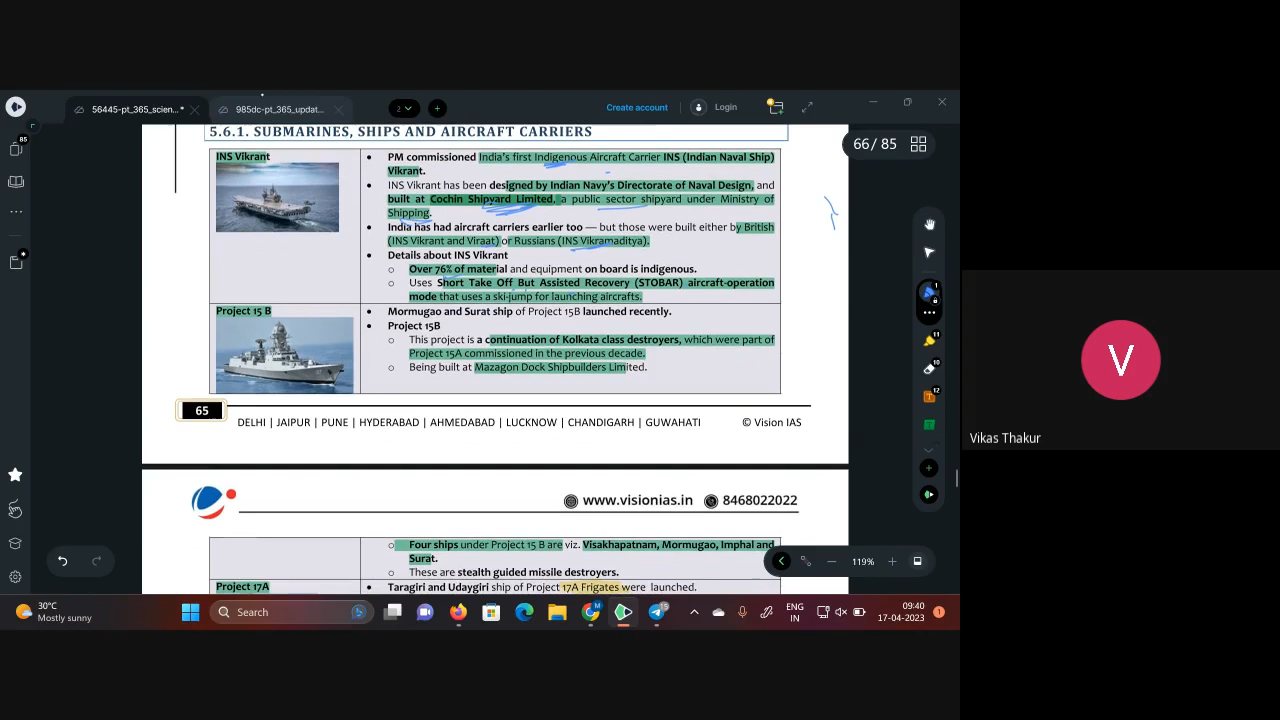 56445-pt_365_scien... *
985dc-pt_365_updat...
2
Create account
Login
85
5.6.1. SUBMARINES, SHIPS AND AIRCRAFT CARRIERS
66 / 85
INS Vikrant
• PM commissioned India's first Indigenous Aircraft Carrier INS (Indian Naval Ship)
Vikrant.
• INS Vikrant has been designed by Indian Navy's Directorate of Naval Design, and
built at Cochin Shipyard Limited, a public sector shipyard under Ministry of
Shipping.
• India has had aircraft carriers earlier too — but those were built either by British
(INS Vikrant and Viraat) or Russians (INS Vikramaditya).
• Details about INS Vikrant
o Over 76% of material and equipment on board is indigenous.
o Uses Short Take Off But Assisted Recovery (STOBAR) aircraft-operation
mode that uses a ski-jump for launching aircrafts.
Project 15 B
• Mormugao and Surat ship of Project 15B launched recently.
• Project 15B
o This project is a continuation of Kolkata class destroyers, which were part of
Project 15A commissioned in the previous decade.
o Being built at Mazagon Dock Shipbuilders Limited.
65
DELHI | JAIPUR | PUNE | HYDERABAD | AHMEDABAD | LUCKNOW | CHANDIGARH | GUWAHATI
© Vision IAS
www.visionias.in
8468022022
o Four ships under Project 15 B are viz. Visakhapatnam, Mormugao, Imphal and
Surat.
o These are stealth guided missile destroyers.
Project 17A
• Taragiri and Udaygiri ship of Project 17A Frigates were launched.
1
11
10
12
119%
V
Vikas Thakur
30°C
Mostly sunny
Search
ENG
IN
09:40
17-04-2023
1